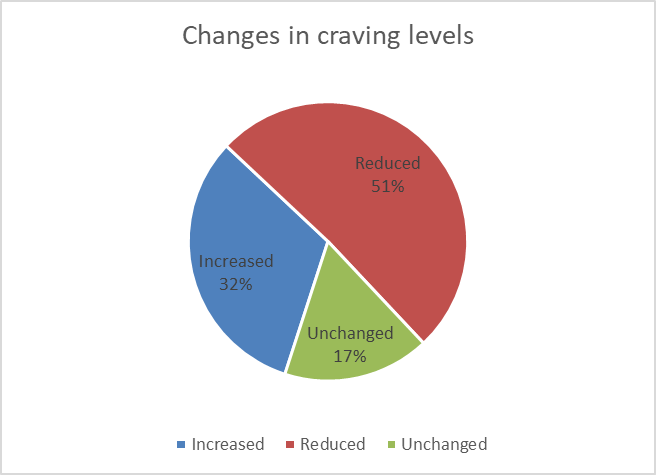 Changes in craving levels
Reduced
51%
Increased
32%
Unchanged
17%
Increased Reduced Unchanged